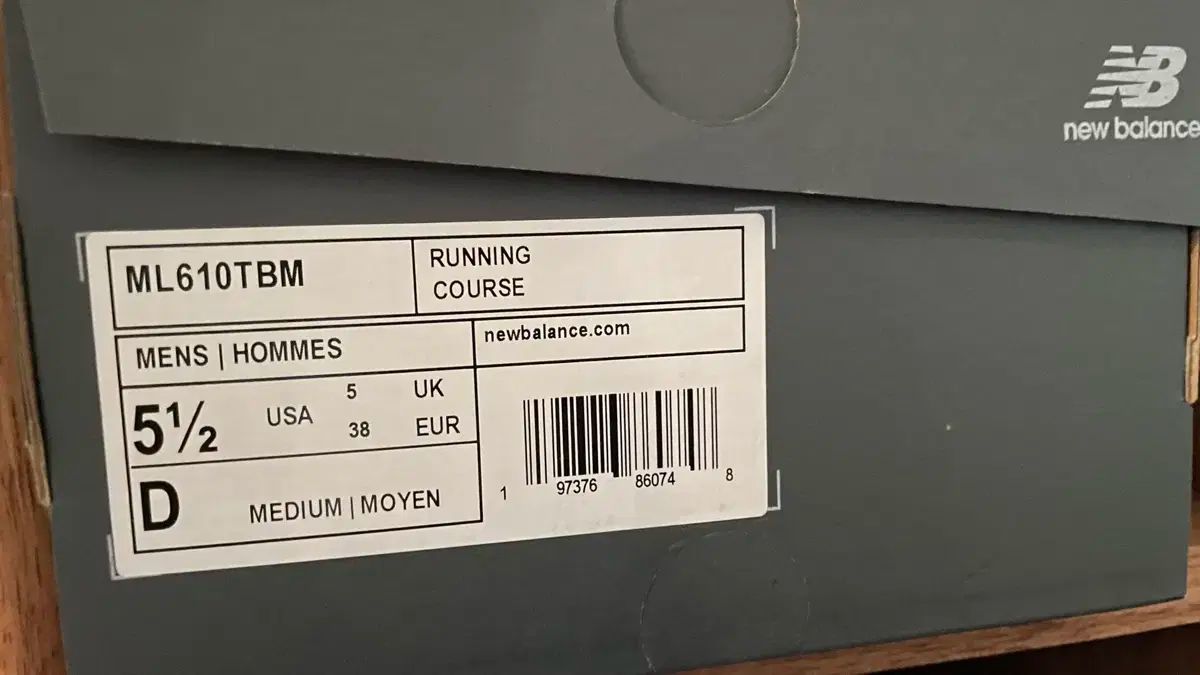 NB
new balance
ML610TBM
RUNNING
COURSE
MENS | HOMMES
newbalance.com
5½ USA 5 UK
38 EUR
D MEDIUM | MOYEN
1 97376 86074 8